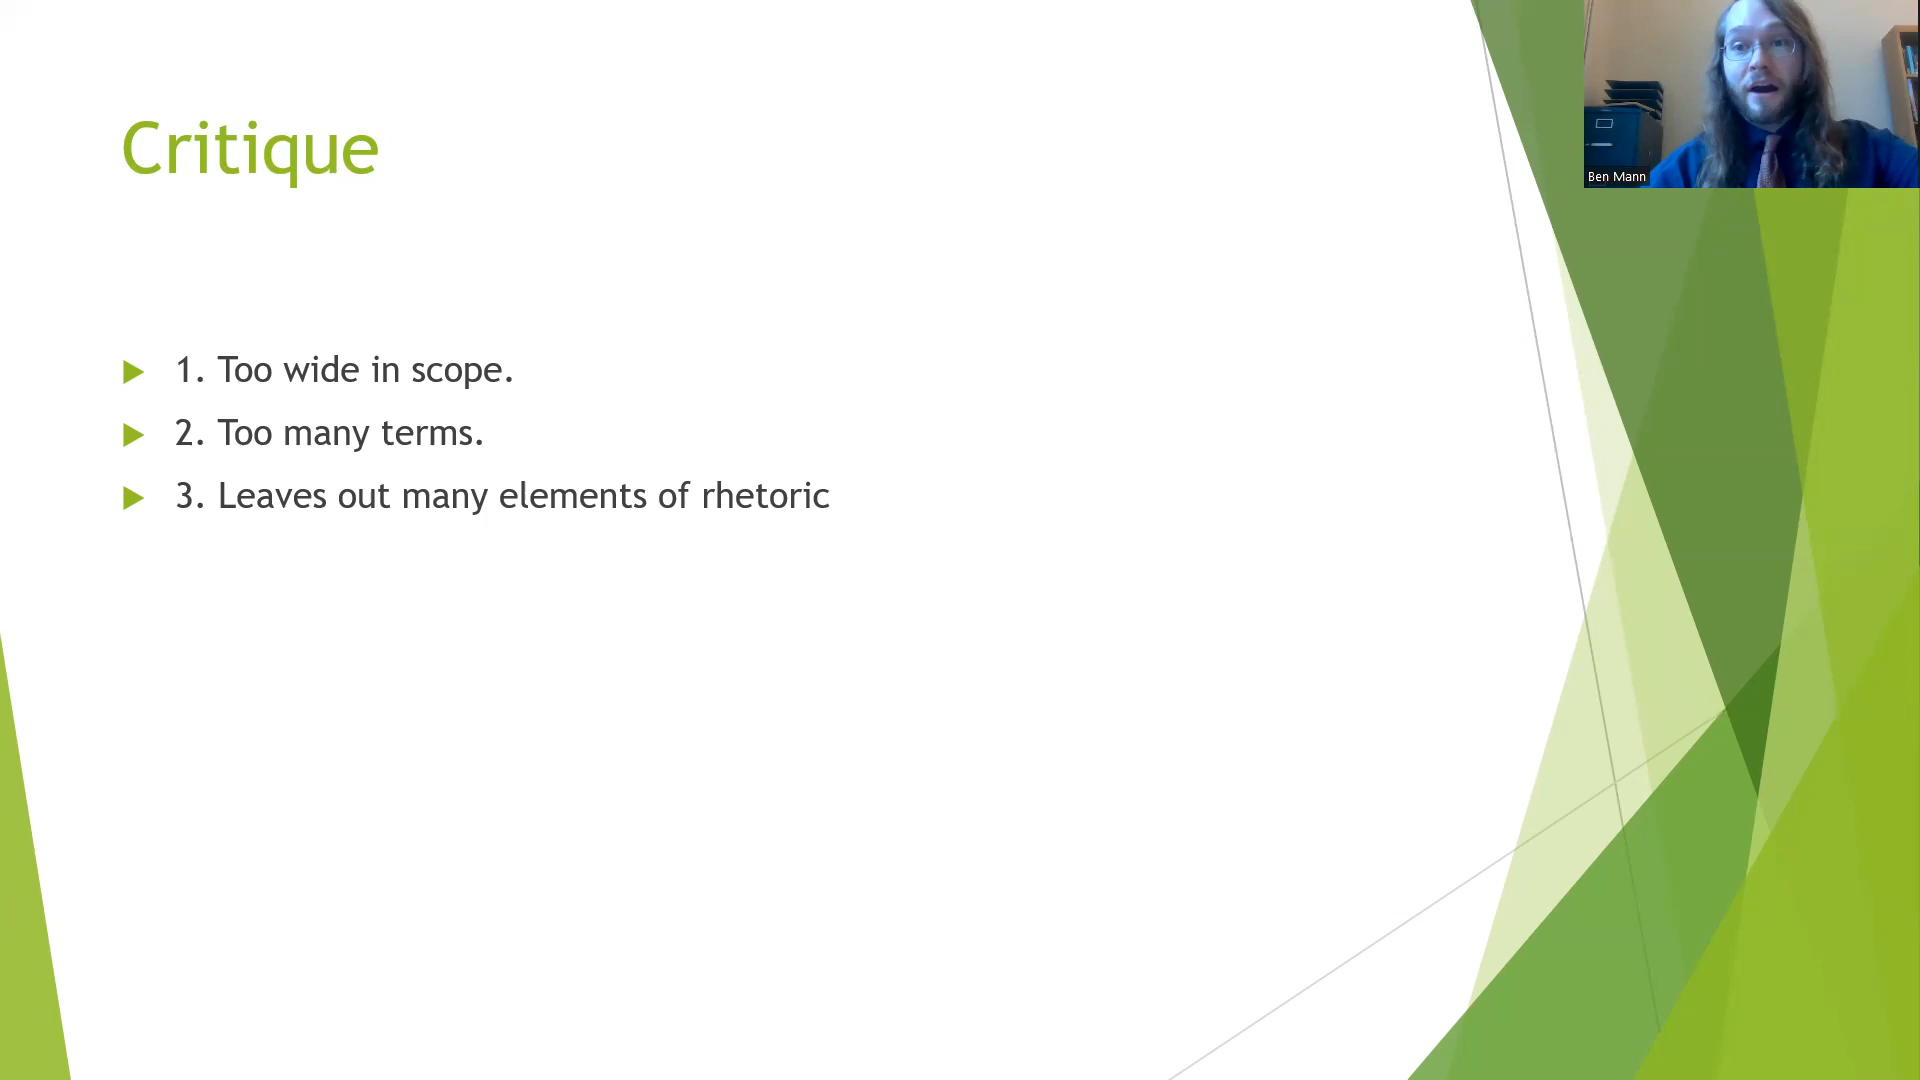 Critique
1. Too wide in scope.
2. Too many terms.
3. Leaves out many elements of rhetoric
Ben Mann